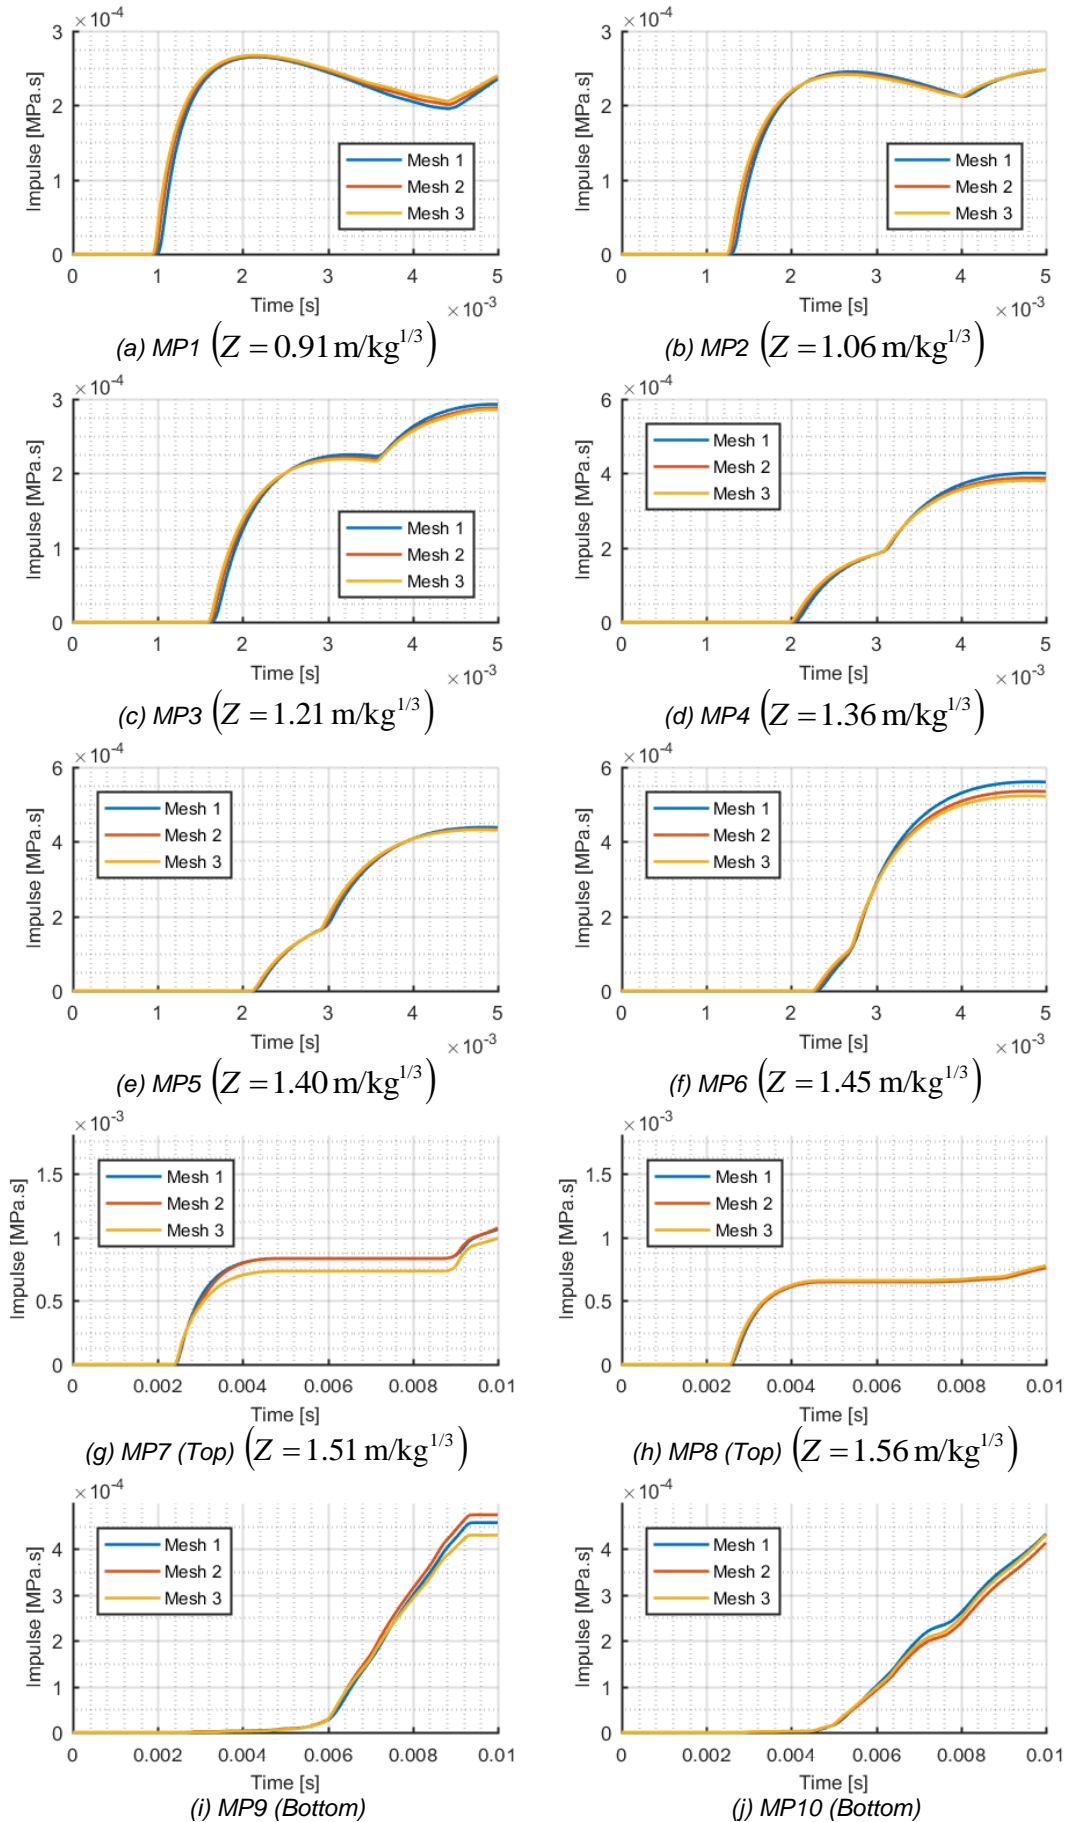 ×10⁻⁴ ×10⁻⁴
3 3
2 2
1 1
0 0
Impulse [MPa.s] Impulse [MPa.s]
Mesh 1 Mesh 1
Mesh 2 Mesh 2
Mesh 3 Mesh 3
0 1 2 3 4 5 0 1 2 3 4 5
Time [s] ×10⁻³ Time [s] ×10⁻³
(a) MP1 (Z = 0.91 m/kg^{1/3}) (b) MP2 (Z = 1.06 m/kg^{1/3})
×10⁻⁴ ×10⁻⁴
3 6
2 4
1 2
0 0
Impulse [MPa.s] Impulse [MPa.s]
Mesh 1 Mesh 1
Mesh 2 Mesh 2
Mesh 3 Mesh 3
0 1 2 3 4 5 0 1 2 3 4 5
Time [s] ×10⁻³ Time [s] ×10⁻³
(c) MP3 (Z = 1.21 m/kg^{1/3}) (d) MP4 (Z = 1.36 m/kg^{1/3})
×10⁻⁴ ×10⁻⁴
6 6
4 4
2 2
0 0
Impulse [MPa.s] Impulse [MPa.s]
Mesh 1 Mesh 1
Mesh 2 Mesh 2
Mesh 3 Mesh 3
0 1 2 3 4 5 0 1 2 3 4 5
Time [s] ×10⁻³ Time [s] ×10⁻³
(e) MP5 (Z = 1.40 m/kg^{1/3}) (f) MP6 (Z = 1.45 m/kg^{1/3})
×10⁻³ ×10⁻³
1.5 1.5
1 1
0.5 0.5
0 0
Impulse [MPa.s] Impulse [MPa.s]
Mesh 1 Mesh 1
Mesh 2 Mesh 2
Mesh 3 Mesh 3
0 0.002 0.004 0.006 0.008 0.01 0 0.002 0.004 0.006 0.008 0.01
Time [s] Time [s]
(g) MP7 (Top) (Z = 1.51 m/kg^{1/3}) (h) MP8 (Top) (Z = 1.56 m/kg^{1/3})
×10⁻⁴ ×10⁻⁴
4 4
3 3
2 2
1 1
0 0
Impulse [MPa.s] Impulse [MPa.s]
Mesh 1 Mesh 1
Mesh 2 Mesh 2
Mesh 3 Mesh 3
0 0.002 0.004 0.006 0.008 0.01 0 0.002 0.004 0.006 0.008 0.01
Time [s] Time [s]
(i) MP9 (Bottom) (j) MP10 (Bottom)